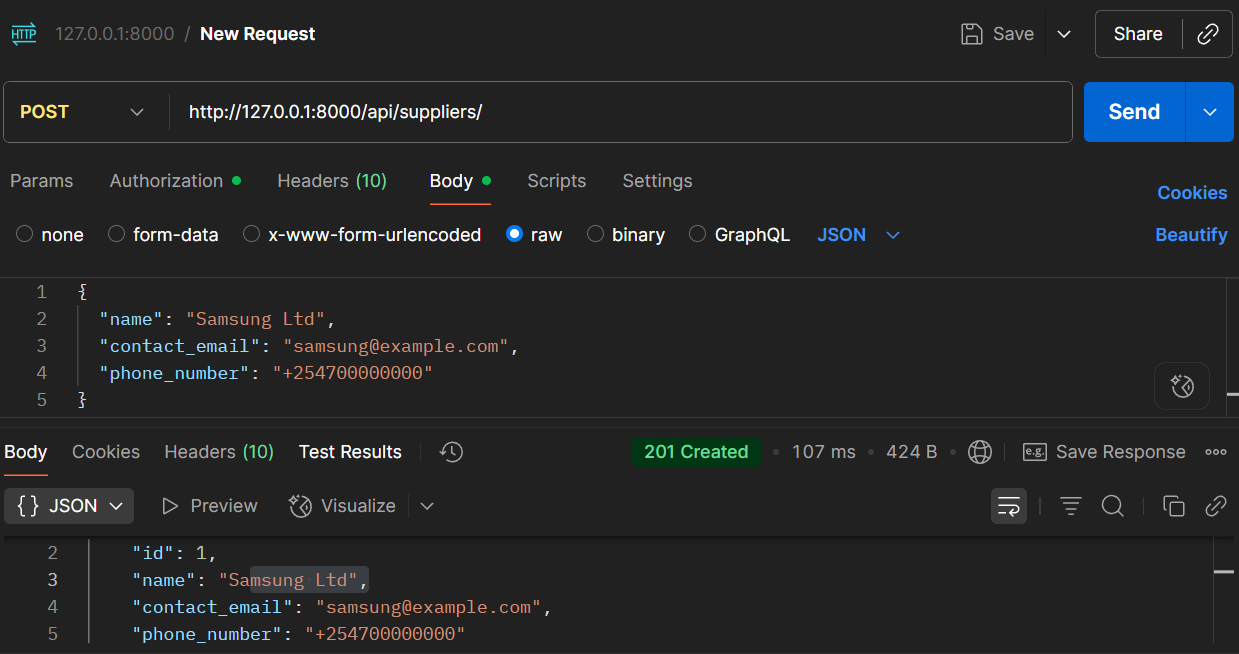 HTTP 127.0.0.1:8000 / New Request Save Share
POST http://127.0.0.1:8000/api/suppliers/ Send
Params Authorization Headers (10) Body Scripts Settings Cookies
none form-data x-www-form-urlencoded raw binary GraphQL JSON Beautify
1 {
2 "name": "Samsung Ltd",
3 "contact_email": "samsung@example.com",
4 "phone_number": "+254700000000"
5 }
Body Cookies Headers (10) Test Results 201 Created • 107 ms • 424 B • e.g. Save Response
{} JSON Preview Visualize
2 "id": 1,
3 "name": "Samsung Ltd",
4 "contact_email": "samsung@example.com",
5 "phone_number": "+254700000000"